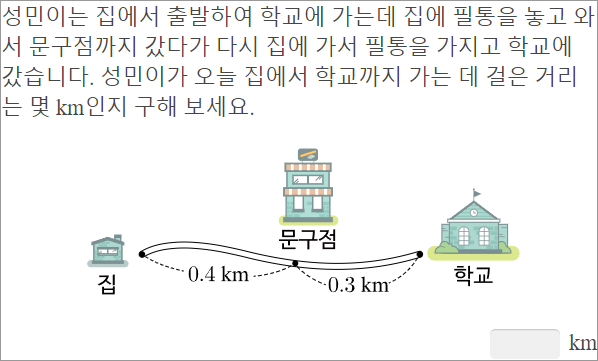 성민이는 집에서 출발하여 학교에 가는데 집에 필통을 놓고 와
서 문구점까지 갔다가 다시 집에 가서 필통을 가지고 학교에
갔습니다. 성민이가 오늘 집에서 학교까지 가는 데 걸은 거리
는 몇 km인지 구해 보세요.
문구점
집
0.4 km
0.3 km
학교
km